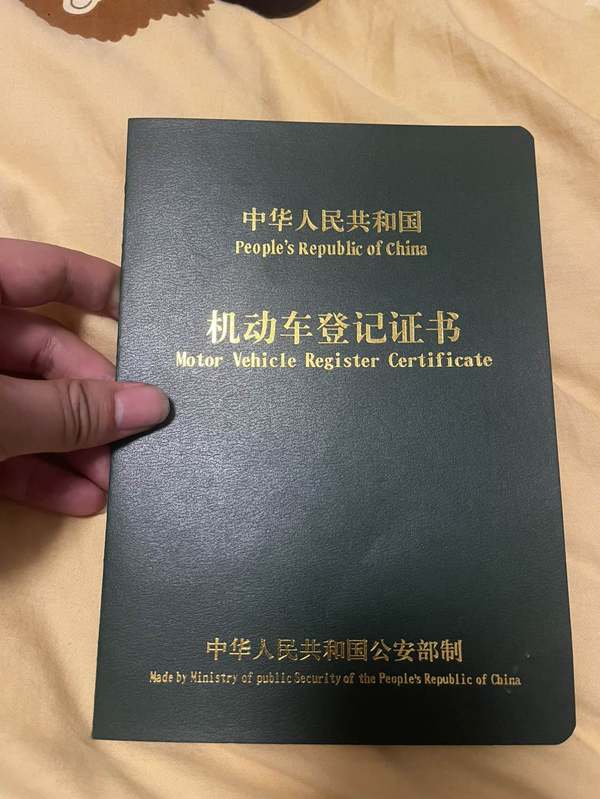 中华人民共和国
People's Republic of China
机动车登记证书
Motor Vehicle Register Certificate
中华人民共和国公安部制
Made by Ministry of public Security of the People's Republic of China